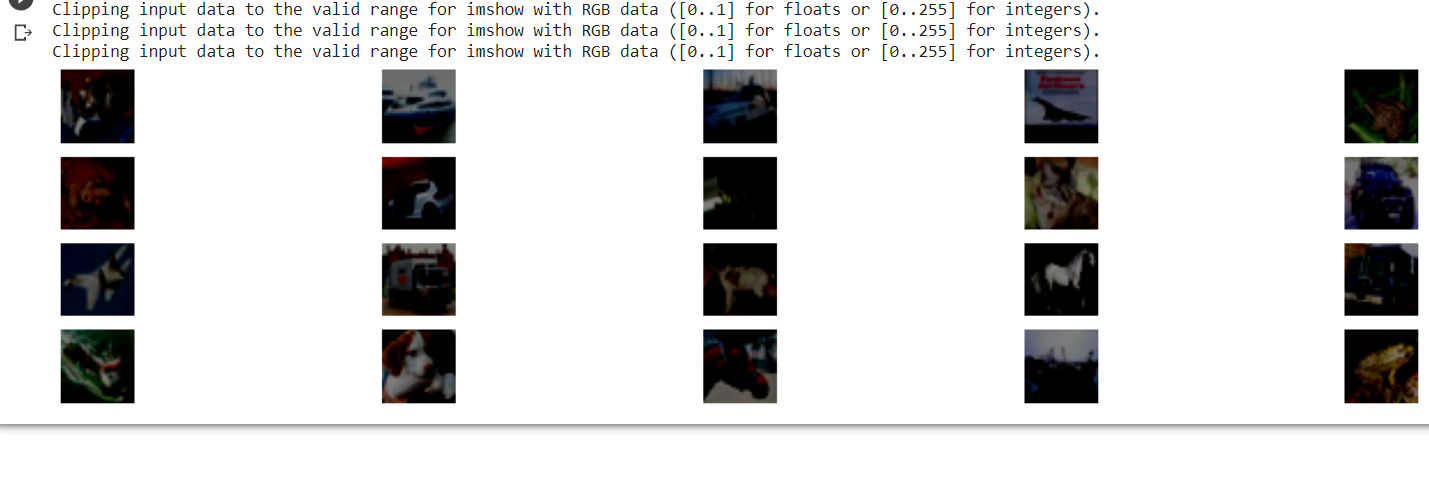 Clipping input data to the valid range for imshow with RGB data ([0..1] for floats or [0..255] for integers).
Clipping input data to the valid range for imshow with RGB data ([0..1] for floats or [0..255] for integers).
Clipping input data to the valid range for imshow with RGB data ([0..1] for floats or [0..255] for integers).